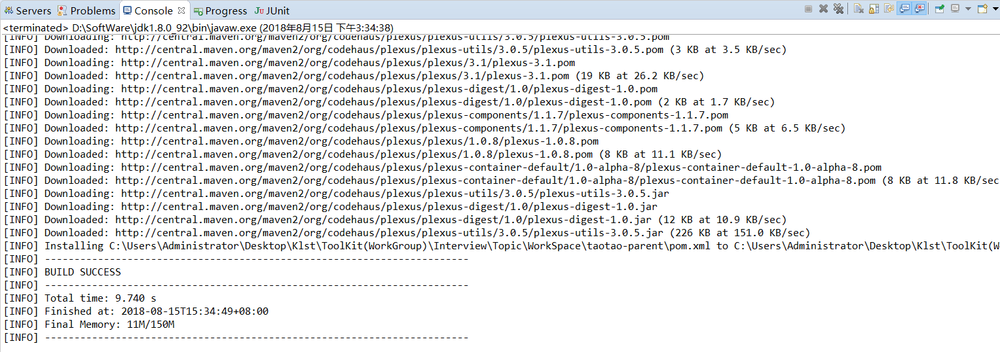 Servers Problems Console Progress JUnit
<terminated> D:\SoftWare\jdk1.8.0_92\bin\javaw.exe (2018年8月15日 下午3:34:38)
[INFO] Downloading: http://central.maven.org/maven2/org/codehaus/plexus/plexus-utils/3.0.5/plexus-utils-3.0.5.pom
[INFO] Downloaded: http://central.maven.org/maven2/org/codehaus/plexus/plexus-utils/3.0.5/plexus-utils-3.0.5.pom (3 KB at 3.5 KB/sec)
[INFO] Downloading: http://central.maven.org/maven2/org/codehaus/plexus/plexus/3.1/plexus-3.1.pom
[INFO] Downloaded: http://central.maven.org/maven2/org/codehaus/plexus/plexus/3.1/plexus-3.1.pom (19 KB at 26.2 KB/sec)
[INFO] Downloading: http://central.maven.org/maven2/org/codehaus/plexus/plexus-digest/1.0/plexus-digest-1.0.pom
[INFO] Downloaded: http://central.maven.org/maven2/org/codehaus/plexus/plexus-digest/1.0/plexus-digest-1.0.pom (2 KB at 1.7 KB/sec)
[INFO] Downloading: http://central.maven.org/maven2/org/codehaus/plexus/plexus-components/1.1.7/plexus-components-1.1.7.pom
[INFO] Downloaded: http://central.maven.org/maven2/org/codehaus/plexus/plexus-components/1.1.7/plexus-components-1.1.7.pom (5 KB at 6.5 KB/sec)
[INFO] Downloading: http://central.maven.org/maven2/org/codehaus/plexus/plexus/1.0.8/plexus-1.0.8.pom
[INFO] Downloaded: http://central.maven.org/maven2/org/codehaus/plexus/plexus/1.0.8/plexus-1.0.8.pom (8 KB at 11.1 KB/sec)
[INFO] Downloading: http://central.maven.org/maven2/org/codehaus/plexus/plexus-container-default/1.0-alpha-8/plexus-container-default-1.0-alpha-8.pom
[INFO] Downloaded: http://central.maven.org/maven2/org/codehaus/plexus/plexus-container-default/1.0-alpha-8/plexus-container-default-1.0-alpha-8.pom (8 KB at 11.8 KB/sec
[INFO] Downloading: http://central.maven.org/maven2/org/codehaus/plexus/plexus-utils/3.0.5/plexus-utils-3.0.5.jar
[INFO] Downloading: http://central.maven.org/maven2/org/codehaus/plexus/plexus-digest/1.0/plexus-digest-1.0.jar
[INFO] Downloaded: http://central.maven.org/maven2/org/codehaus/plexus/plexus-digest/1.0/plexus-digest-1.0.jar (12 KB at 10.9 KB/sec)
[INFO] Downloaded: http://central.maven.org/maven2/org/codehaus/plexus/plexus-utils/3.0.5/plexus-utils-3.0.5.jar (226 KB at 151.0 KB/sec)
[INFO] Installing C:\Users\Administrator\Desktop\Klst\ToolKit(WorkGroup)\Interview\Topic\WorkSpace\taotao-parent\pom.xml to C:\Users\Administrator\Desktop\Klst\ToolKit(Wo
[INFO] ------------------------------------------------------------------------
[INFO] BUILD SUCCESS
[INFO] ------------------------------------------------------------------------
[INFO] Total time: 9.740 s
[INFO] Finished at: 2018-08-15T15:34:49+08:00
[INFO] Final Memory: 11M/150M
[INFO] ------------------------------------------------------------------------